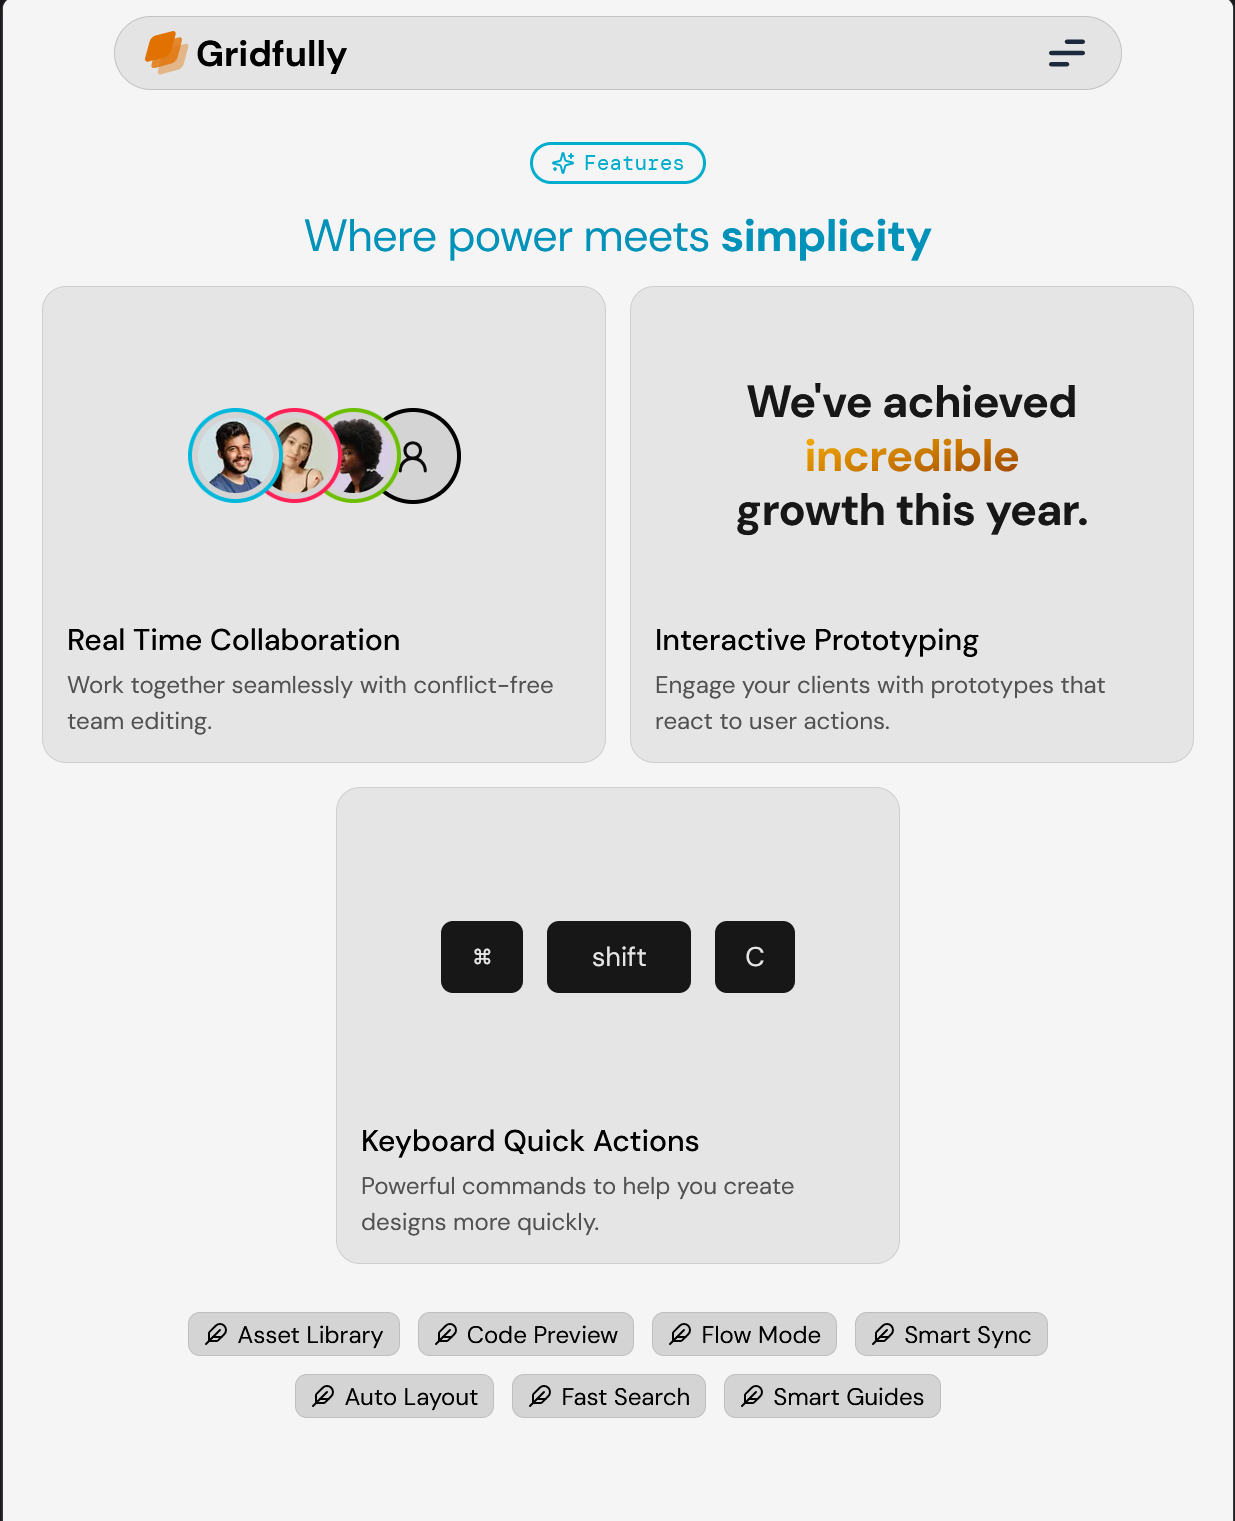 Gridfully
Features
Where power meets simplicity
We've achieved
incredible
growth this year.
Real Time Collaboration
Work together seamlessly with conflict-free
team editing.
Interactive Prototyping
Engage your clients with prototypes that
react to user actions.
⌘ shift C
Keyboard Quick Actions
Powerful commands to help you create
designs more quickly.
Asset Library Code Preview Flow Mode Smart Sync
Auto Layout Fast Search Smart Guides